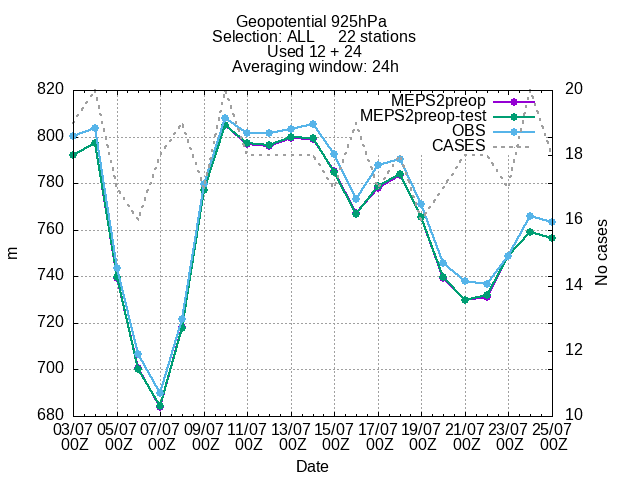 Geopotential 925hPa
Selection: ALL 22 stations
Used 12 + 24
Averaging window: 24h
MEPS2preop
MEPS2preop-test
OBS
CASES
820
800
780
760
740
720
700
680
m
20
18
16
14
12
10
No cases
03/07 05/07 07/07 09/07 11/07 13/07 15/07 17/07 19/07 21/07 23/07 25/07
00Z 00Z 00Z 00Z 00Z 00Z 00Z 00Z 00Z 00Z 00Z 00Z
Date